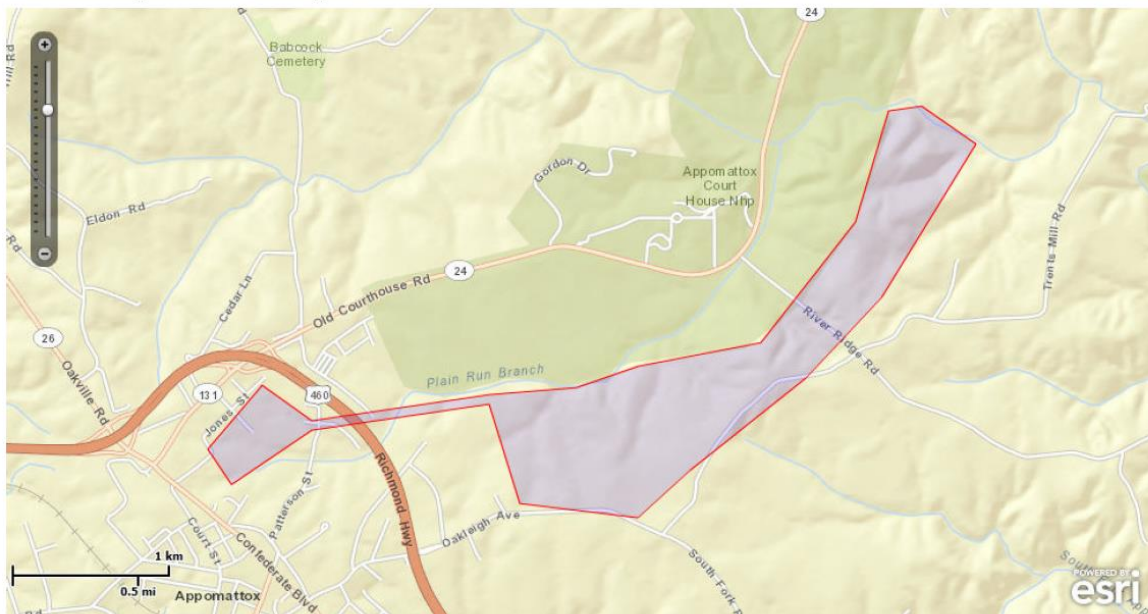 24
Babcock
Cemetery
Gordon Dr
Appomattox
Court
House Nhp
Eldon Rd
Trents Mill Rd
Rd
24
Cedar Ln
Old Courthouse Rd
River Ridge Rd
26
Oakville Rd
Plain Run Branch
131
460
Jones St
Richmond Hwy
Patterson St
Oakleigh Ave
Court St
Confederate Blvd
South Fork
1 km
0.5 mi
Appomattox
Rd
POWERED BY
esri